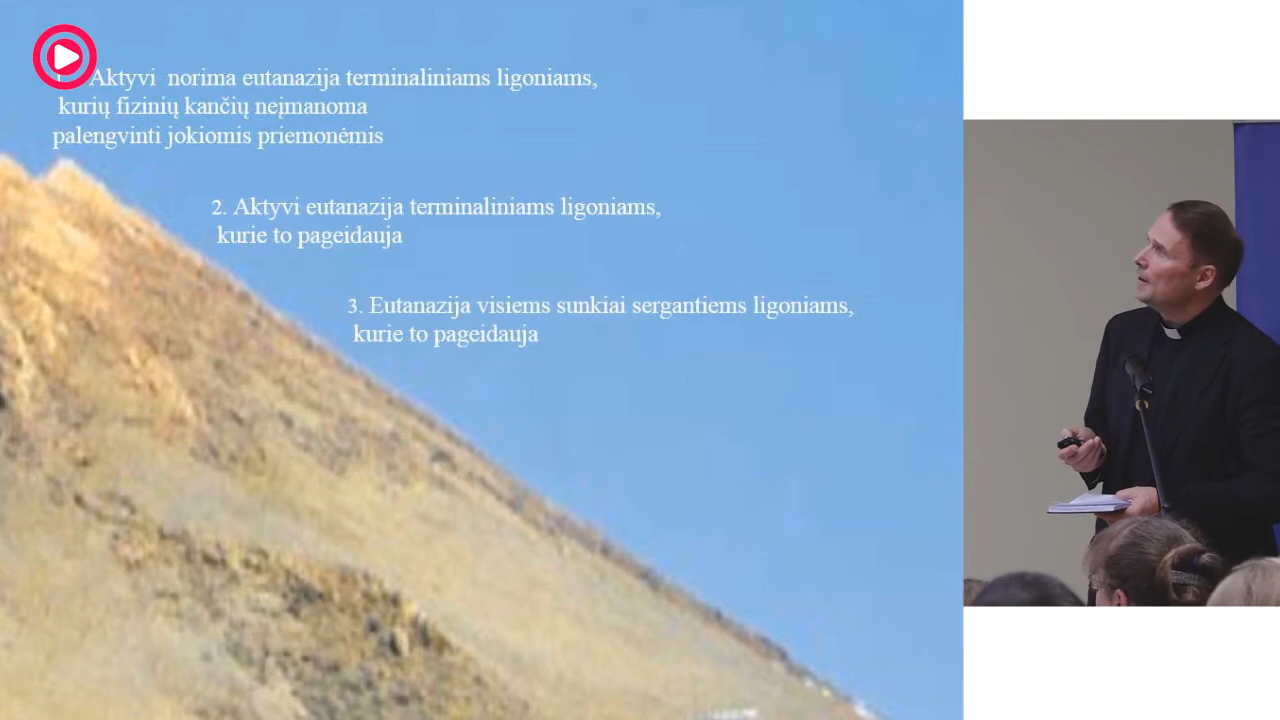 Aktyvi norima eutanazija terminaliniams ligoniams,
kurių fizinių kančių neįmanoma
palengvinti jokiomis priemonėmis
2. Aktyvi eutanazija terminaliniams ligoniams,
kurie to pageidauja
3. Eutanazija visiems sunkiai sergantiems ligoniams,
kurie to pageidauja